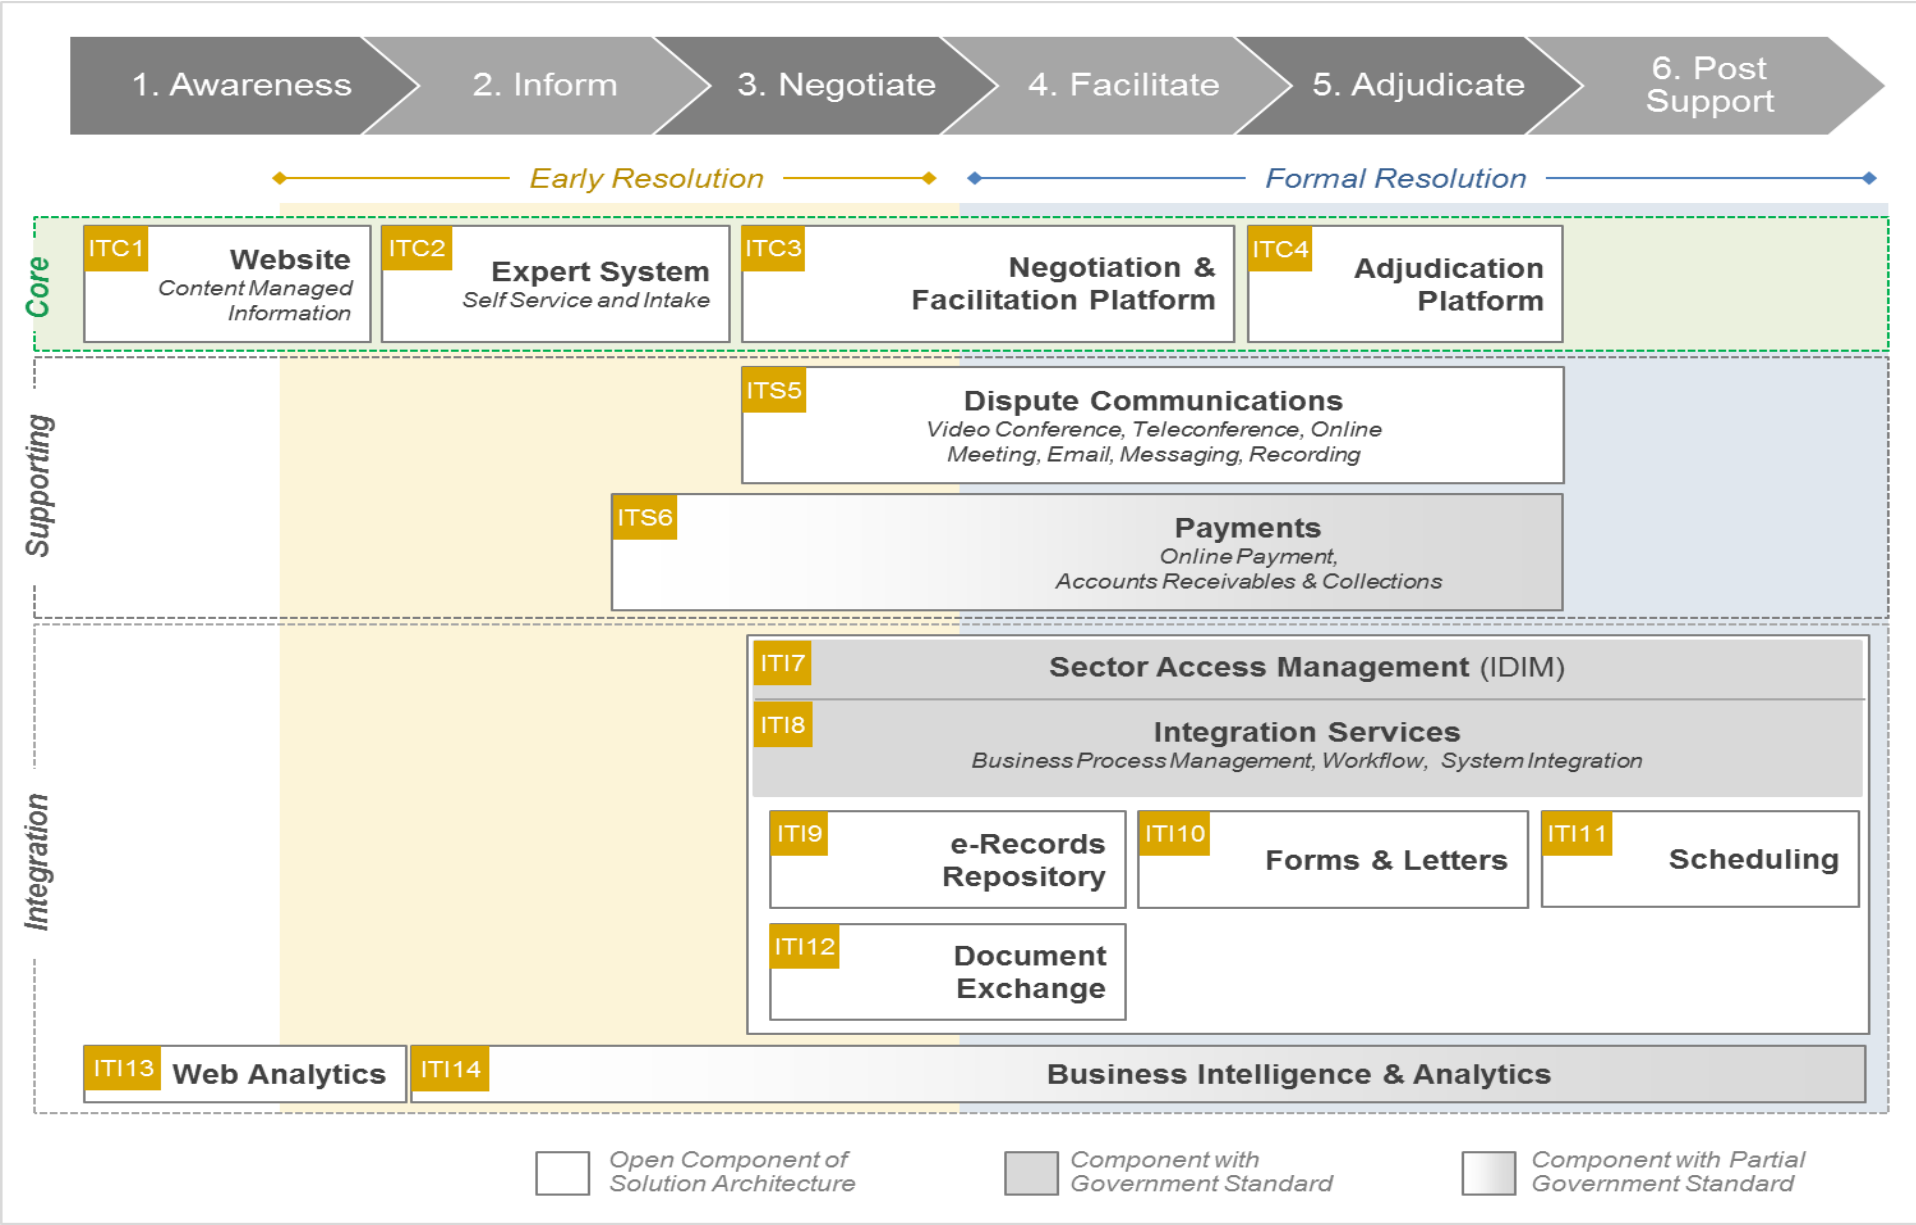 1. Awareness
2. Inform
3. Negotiate
4. Facilitate
5. Adjudicate
6. Post
Support
Early Resolution
Formal Resolution
Core
ITC1
Website
Content Managed
Information
ITC2
Expert System
Self Service and Intake
ITC3
Negotiation &
Facilitation Platform
ITC4
Adjudication
Platform
Supporting
ITS5
Dispute Communications
Video Conference, Teleconference, Online
Meeting, Email, Messaging, Recording
ITS6
Payments
Online Payment,
Accounts Receivables & Collections
Integration
ITI7
Sector Access Management (IDIM)
ITI8
Integration Services
Business Process Management, Workflow, System Integration
ITI9
e-Records
Repository
ITI10
Forms & Letters
ITI11
Scheduling
ITI12
Document
Exchange
ITI13
Web Analytics
ITI14
Business Intelligence & Analytics
Open Component of
Solution Architecture
Component with
Government Standard
Component with Partial
Government Standard